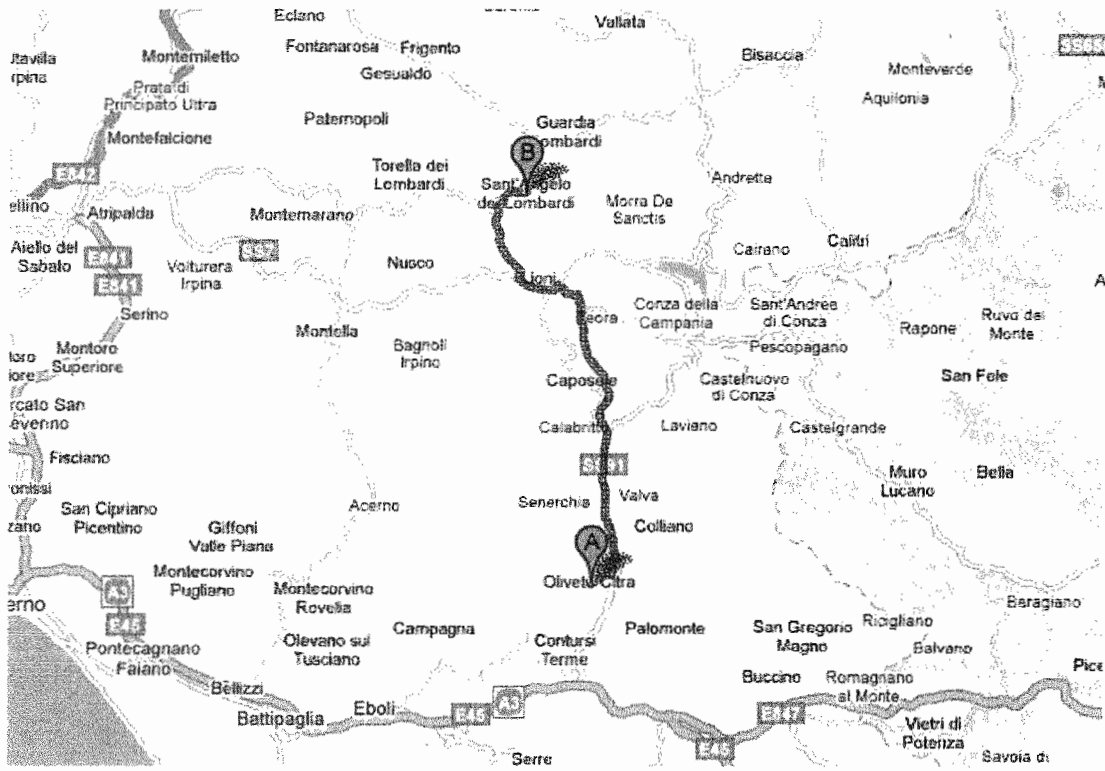 Eclano
Vallata
Fontanarosa
Frigento
Bisaccia
Montemiletto
Gesualdo
Monteverde
Prata di
Principato Ultra
Aquilonia
Paternopoli
Guardia
Lombardi
Montefalcione
B
Torella dei
Lombardi
Sant'Angelo
dei Lombardi
Andretta
E842
Atripalda
Montemarano
Morra De
Sanctis
Aiello del
Sabato
E841
SS7
Volturara
Irpina
Nusco
Cairano
Calitri
E841
Lioni
Conza della
Campania
Sant'Andrea
di Conza
Ruvo del
Monte
Serino
Teora
Rapone
Montella
Bagnoli
Irpino
Pescopagano
Montoro
Superiore
Caposele
Castelnuovo
di Conza
San Fele
Calabritto
Laviano
Castelgrande
Fisciano
SS91
Muro
Lucano
Bella
San Cipriano
Picentino
Giffoni
Valle Piana
Acerno
Senerchia
Valva
Colliano
A
Montecorvino
Pugliano
Montecorvino
Rovella
Oliveto Citra
A3
E45
Baragiano
Campagna
Olevano sul
Tusciano
Contursi
Terme
Palomonte
San Gregorio
Magno
Ricigliano
Balvano
Pontecagnano
Faiano
Buccino
Romagnano
al Monte
Bellizzi
Eboli
E45
A3
E847
Battipaglia
Vietri di
Potenza
E45
Serre
Savoia di